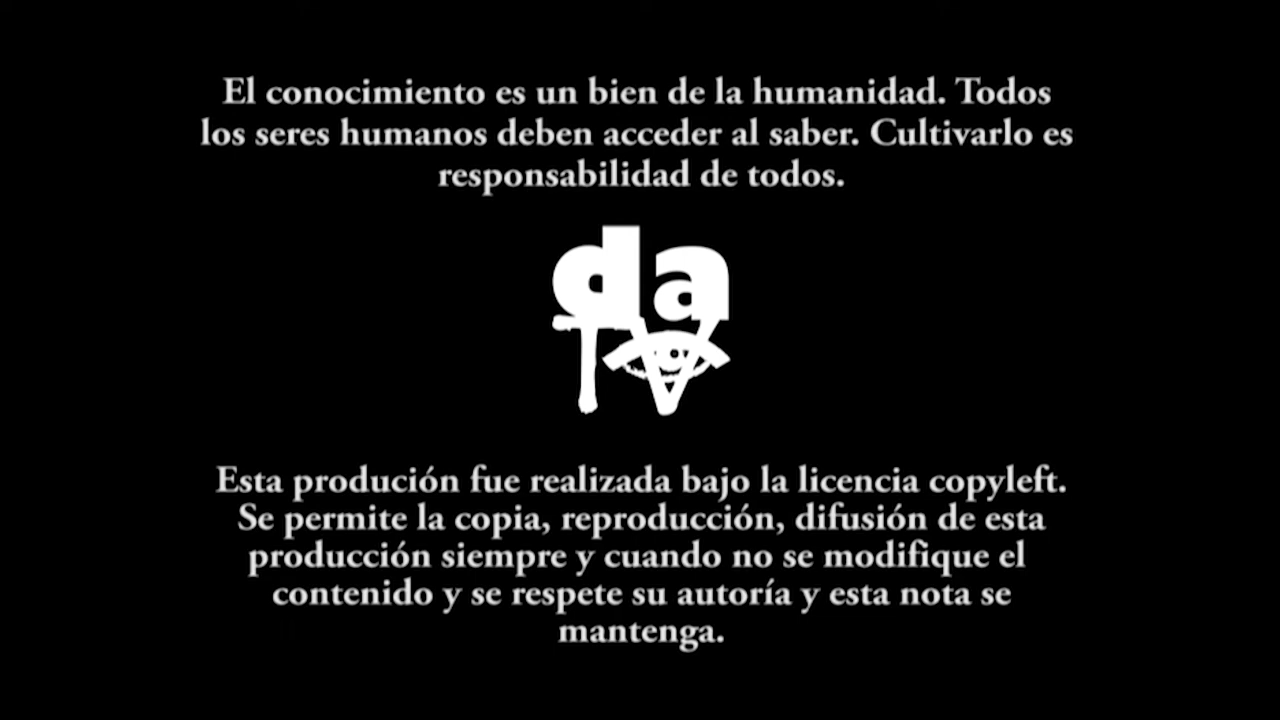 El conocimiento es un bien de la humanidad. Todos
los seres humanos deben acceder al saber. Cultivarlo es
responsabilidad de todos.
da
TV
Esta produción fue realizada bajo la licencia copyleft.
Se permite la copia, reproducción, difusión de esta
producción siempre y cuando no se modifique el
contenido y se respete su autoría y esta nota se
mantenga.